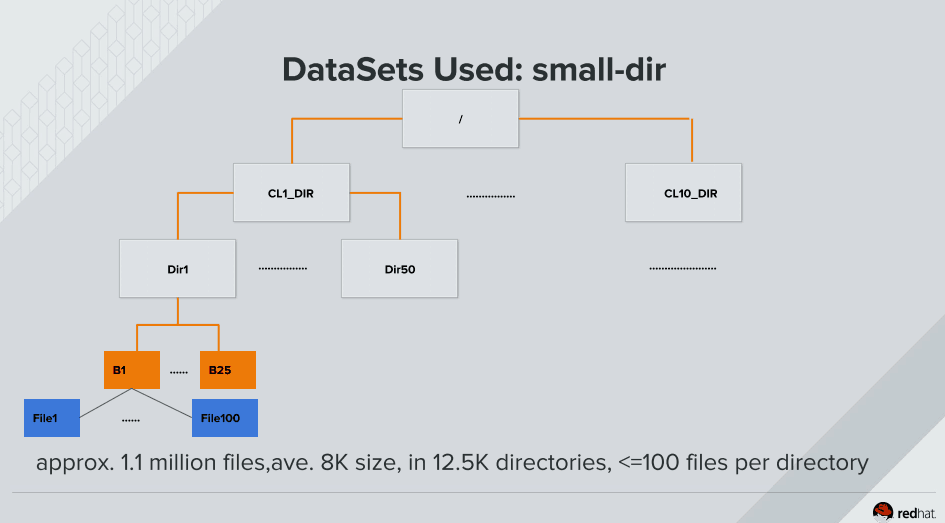 DataSets Used: small-dir
/
CL1_DIR
...............
CL10_DIR
Dir1
...............
Dir50
.....................
B1
......
B25
File1
......
File100
approx. 1.1 million files,ave. 8K size, in 12.5K directories, <=100 files per directory
redhat.